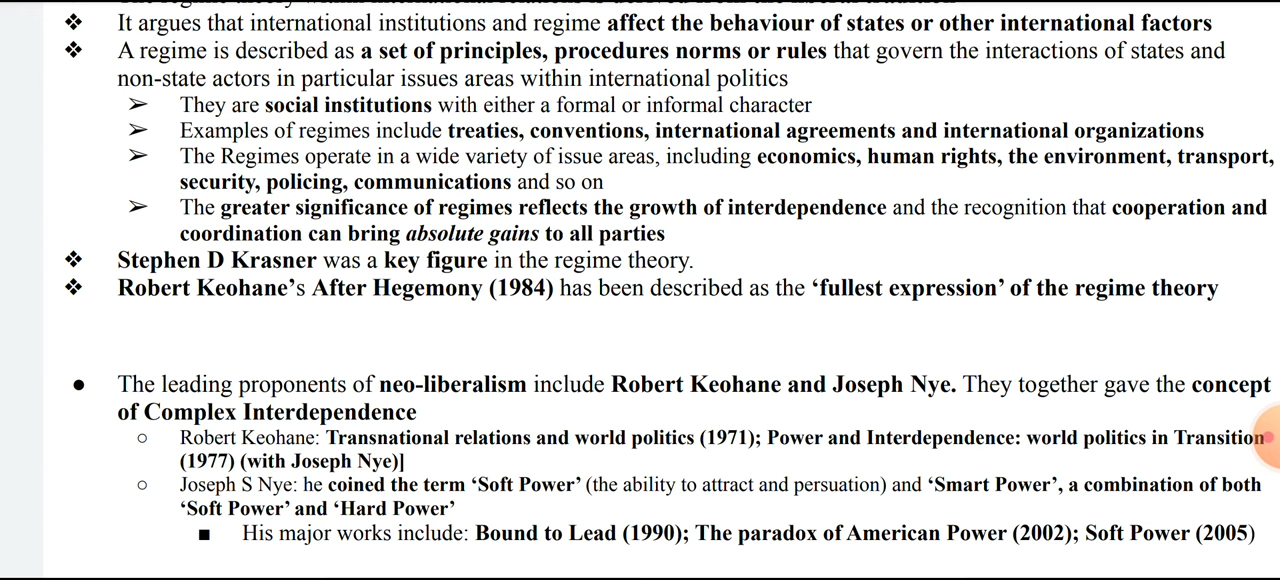 ❖ It argues that international institutions and regime affect the behaviour of states or other international factors
❖ A regime is described as a set of principles, procedures norms or rules that govern the interactions of states and
non-state actors in particular issues areas within international politics
➢ They are social institutions with either a formal or informal character
➢ Examples of regimes include treaties, conventions, international agreements and international organizations
➢ The Regimes operate in a wide variety of issue areas, including economics, human rights, the environment, transport,
security, policing, communications and so on
➢ The greater significance of regimes reflects the growth of interdependence and the recognition that cooperation and
coordination can bring absolute gains to all parties
❖ Stephen D Krasner was a key figure in the regime theory.
❖ Robert Keohane’s After Hegemony (1984) has been described as the ‘fullest expression’ of the regime theory
● The leading proponents of neo-liberalism include Robert Keohane and Joseph Nye. They together gave the concept
of Complex Interdependence
○ Robert Keohane: Transnational relations and world politics (1971); Power and Interdependence: world politics in Transition
(1977) (with Joseph Nye)]
○ Joseph S Nye: he coined the term ‘Soft Power’ (the ability to attract and persuation) and ‘Smart Power’, a combination of both
‘Soft Power’ and ‘Hard Power’
■ His major works include: Bound to Lead (1990); The paradox of American Power (2002); Soft Power (2005)